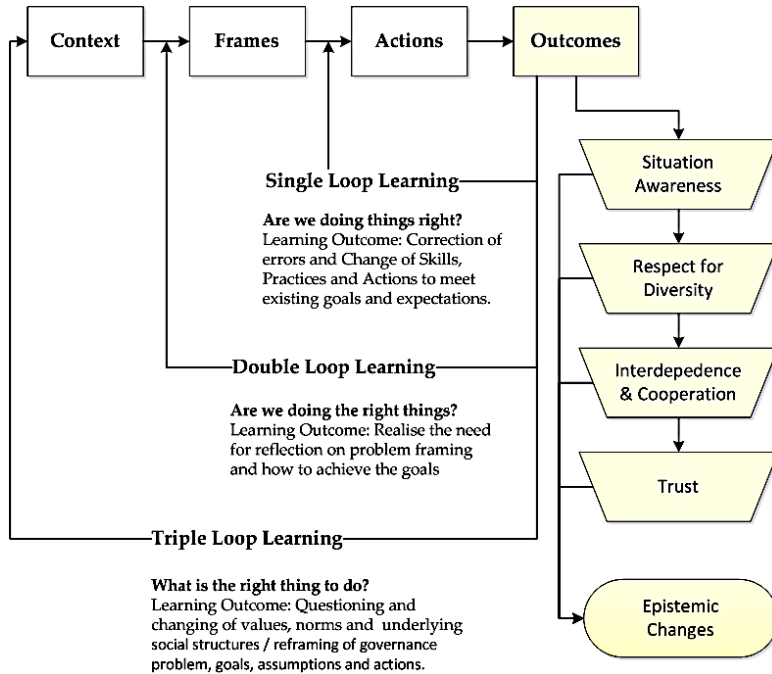 Context
Frames
Actions
Outcomes
Single Loop Learning
Are we doing things right?
Learning Outcome: Correction of
errors and Change of Skills,
Practices and Actions to meet
existing goals and expectations.
Double Loop Learning
Are we doing the right things?
Learning Outcome: Realise the need
for reflection on problem framing
and how to achieve the goals
Triple Loop Learning
What is the right thing to do?
Learning Outcome: Questioning and
changing of values, norms and underlying
social structures / reframing of governance
problem, goals, assumptions and actions.
Situation
Awareness
Respect for
Diversity
Interdepedence
& Cooperation
Trust
Epistemic
Changes